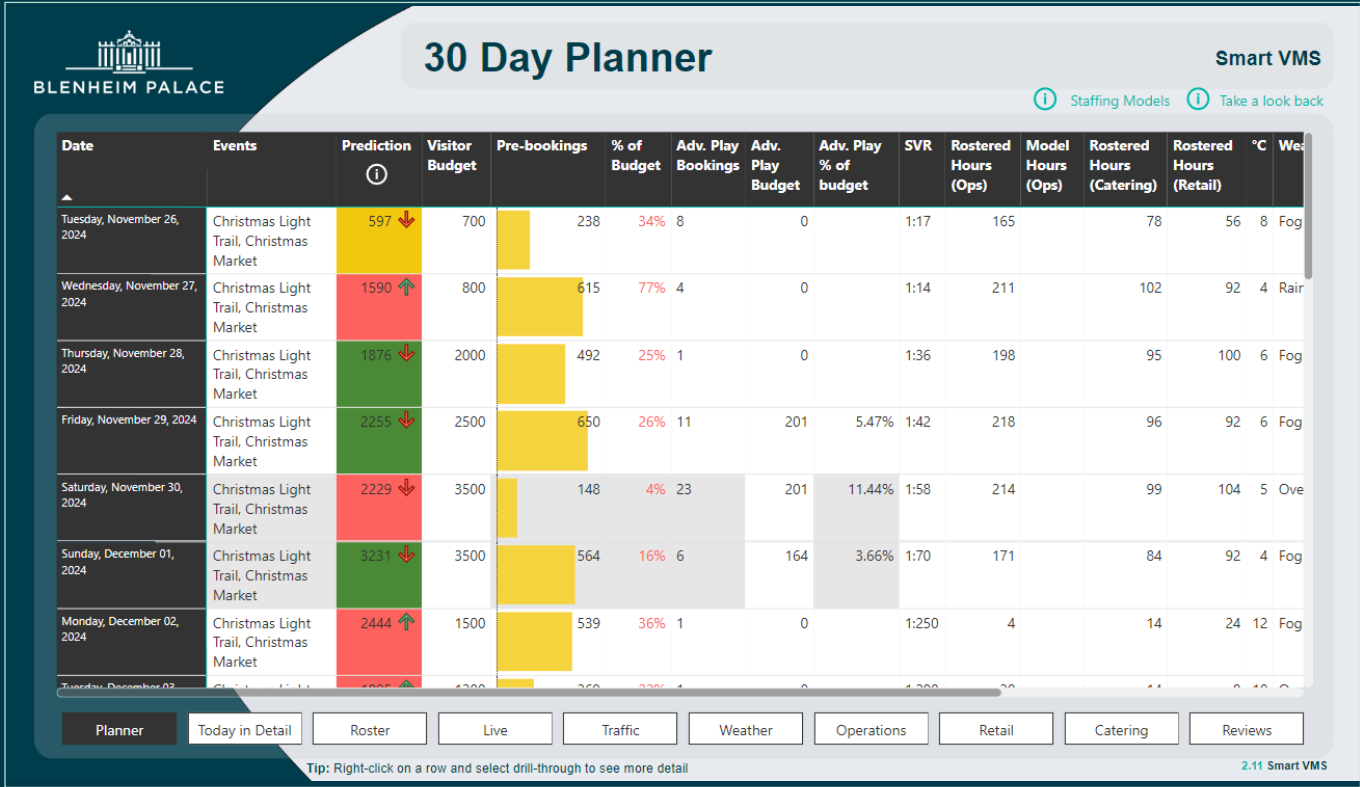 BLENHEIM PALACE
30 Day Planner
Smart VMS
Staffing Models
Take a look back
Date Events Prediction Visitor Budget Pre-bookings % of Budget Adv. Play Bookings Adv. Play Budget Adv. Play % of budget SVR Rostered Hours (Ops) Model Hours (Ops) Rostered Hours (Catering) Rostered Hours (Retail) °C
Tuesday, November 26, 2024 Christmas Light Trail, Christmas Market 597 700 238 34% 8 0 1:17 165 78 56 8 Fog
Wednesday, November 27, 2024 Christmas Light Trail, Christmas Market 1590 800 615 77% 4 0 1:14 211 102 92 4 Rain
Thursday, November 28, 2024 Christmas Light Trail, Christmas Market 1876 2000 492 25% 1 0 1:36 198 95 100 6 Fog
Friday, November 29, 2024 Christmas Light Trail, Christmas Market 2255 2500 650 26% 11 201 5.47% 1:42 218 96 92 6 Fog
Saturday, November 30, 2024 Christmas Light Trail, Christmas Market 2229 3500 148 4% 23 201 11.44% 1:58 214 99 104 5 Ove
Sunday, December 01, 2024 Christmas Light Trail, Christmas Market 3231 3500 564 16% 6 164 3.66% 1:70 171 84 92 4 Fog
Monday, December 02, 2024 Christmas Light Trail, Christmas Market 2444 1500 539 36% 1 0 1:250 4 14 24 12 Fog
Planner Today in Detail Roster Live Traffic Weather Operations Retail Catering Reviews
Tip: Right-click on a row and select drill-through to see more detail
2.11 Smart VMS